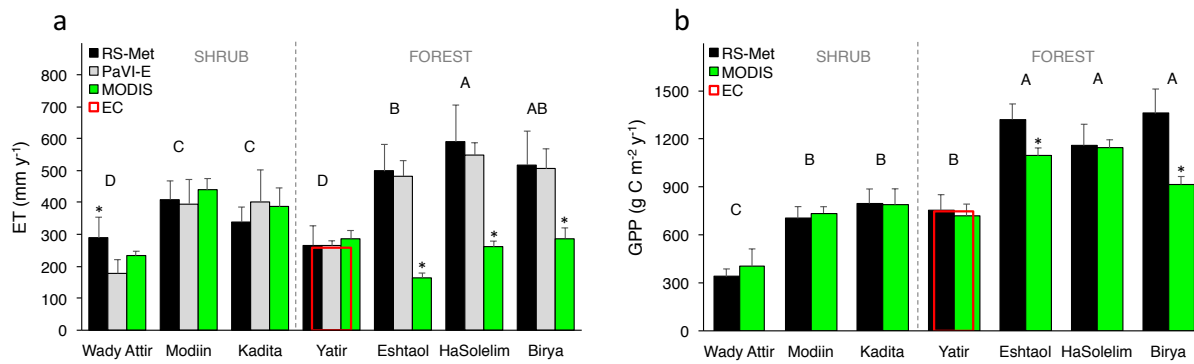 a
RS-Met
PaVI-E
MODIS
EC
SHRUB
FOREST
ET (mm y-1)
900
800
700
600
500
400
300
200
100
0
D
C
C
D
B
A
AB
*
*
*
*
Wady Attir
Modiin
Kadita
Yatir
Eshtaol
HaSolelim
Birya
b
RS-Met
MODIS
EC
SHRUB
FOREST
GPP (g C m-2 y-1)
1500
1200
900
600
300
0
C
B
B
B
A
A
A
*
*
Wady Attir
Modiin
Kadita
Yatir
Eshtaol
HaSolelim
Birya